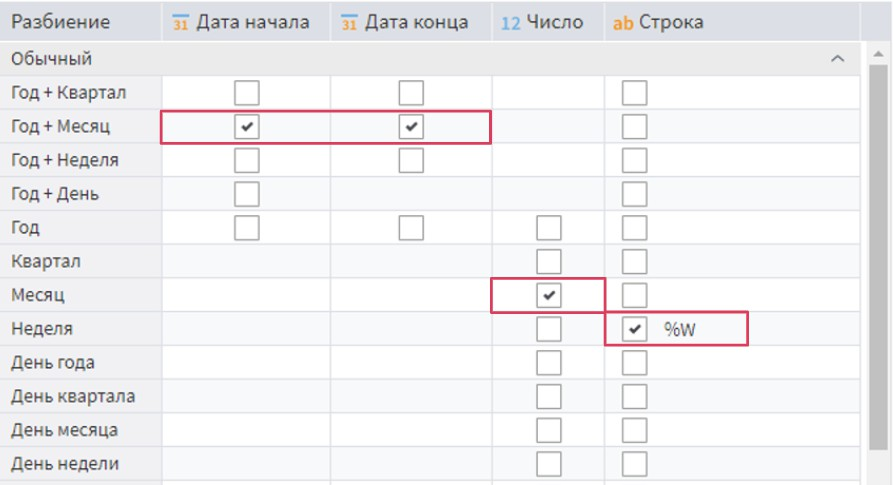 Разбиение 31 Дата начала 31 Дата конца 12 Число ab Строка
Обычный
Год + Квартал
Год + Месяц
Год + Неделя
Год + День
Год
Квартал
Месяц
Неделя %W
День года
День квартала
День месяца
День недели